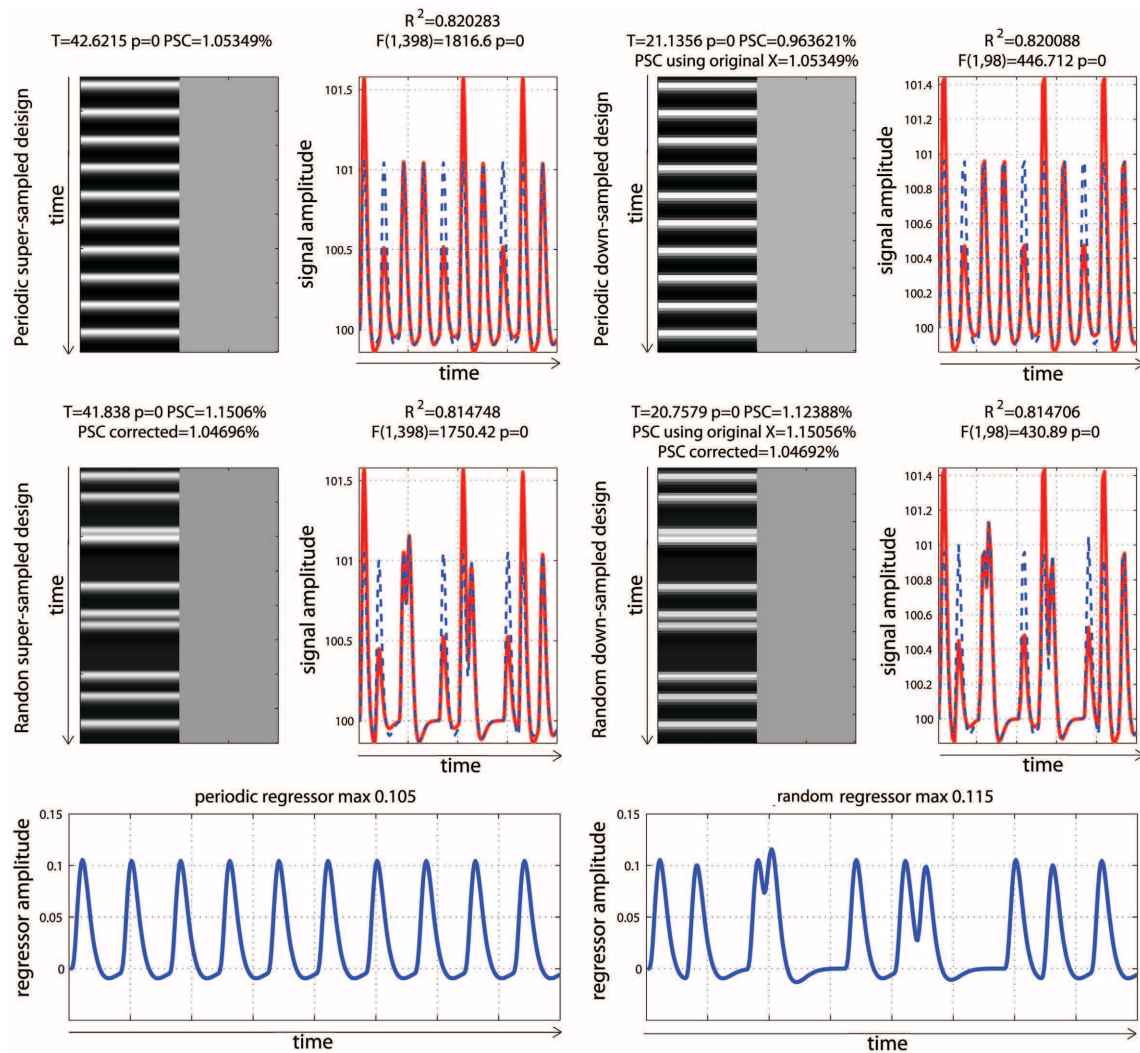 T=42.6215 p=0 PSC=1.05349%
R²=0.820283
F(1,398)=1816.6 p=0
Periodic super-sampled deisign
time
signal amplitude
101.5
101
100.5
100
time
T=21.1356 p=0 PSC=0.963621%
PSC using original X=1.05349%
R²=0.820088
F(1,98)=446.712 p=0
Periodic down-sampled design
time
signal amplitude
101.4
101.2
101
100.8
100.6
100.4
100.2
100
time
T=41.838 p=0 PSC=1.1506%
PSC corrected=1.04696%
R²=0.814748
F(1,398)=1750.42 p=0
Randon super-sampled design
time
signal amplitude
101.5
101
100.5
100
time
T=20.7579 p=0 PSC=1.12388%
PSC using original X=1.15056%
PSC corrected=1.04692%
R²=0.814706
F(1,98)=430.89 p=0
Random down-sampled design
time
signal amplitude
101.4
101.2
101
100.8
100.6
100.4
100.2
100
time
periodic regressor max 0.105
regressor amplitude
0.15
0.1
0.05
0
time
random regressor max 0.115
regressor amplitude
0.15
0.1
0.05
0
time